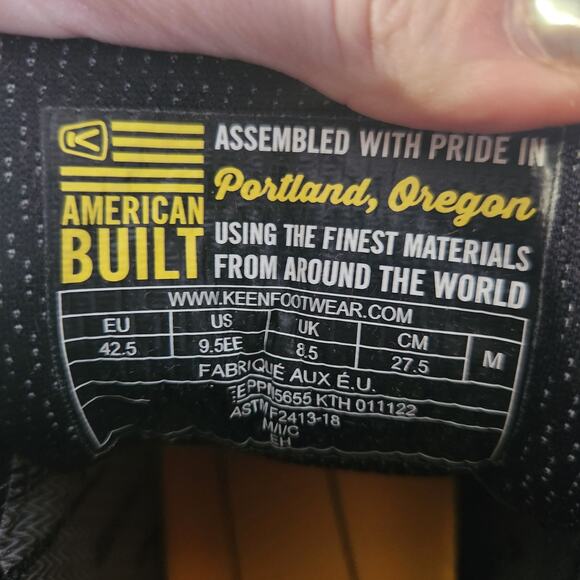 ASSEMBLED WITH PRIDE IN
Portland, Oregon
AMERICAN
BUILT
USING THE FINEST MATERIALS
FROM AROUND THE WORLD
WWW.KEENFOOTWEAR.COM
EU US UK CM M
42.5 9.5EE 8.5 27.5
FABRIQUÉ AUX É.U.
5655 KTH 011122
ASTM F2413-18
EH